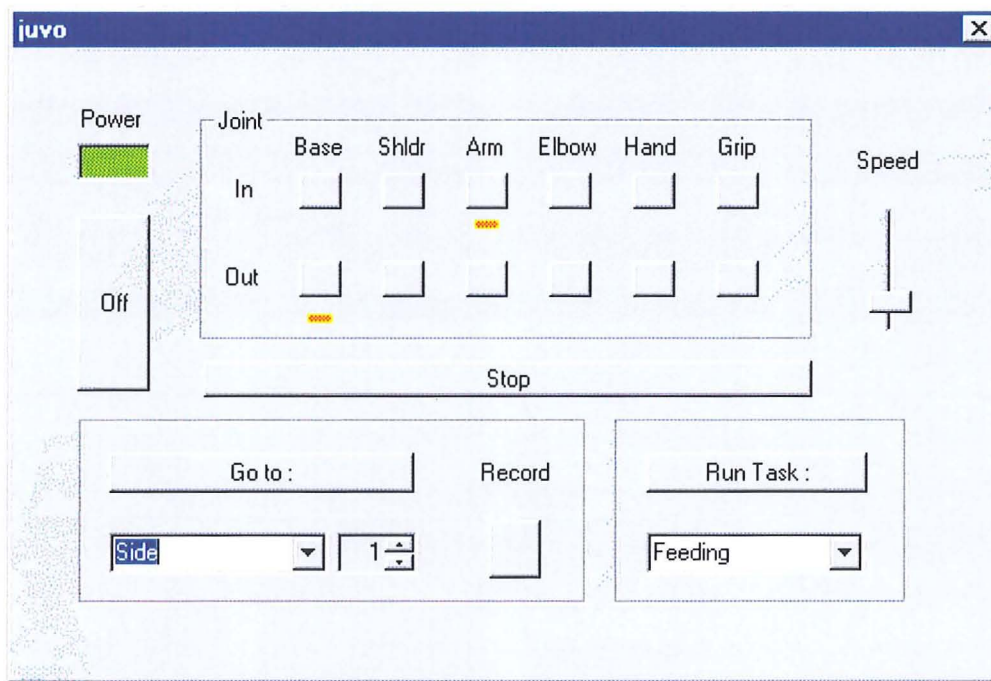 juvo
Power
Joint
Base Shldr Arm Elbow Hand Grip
Speed
In
Out
Off
Stop
Go to :
Record
Run Task :
Side
1
Feeding